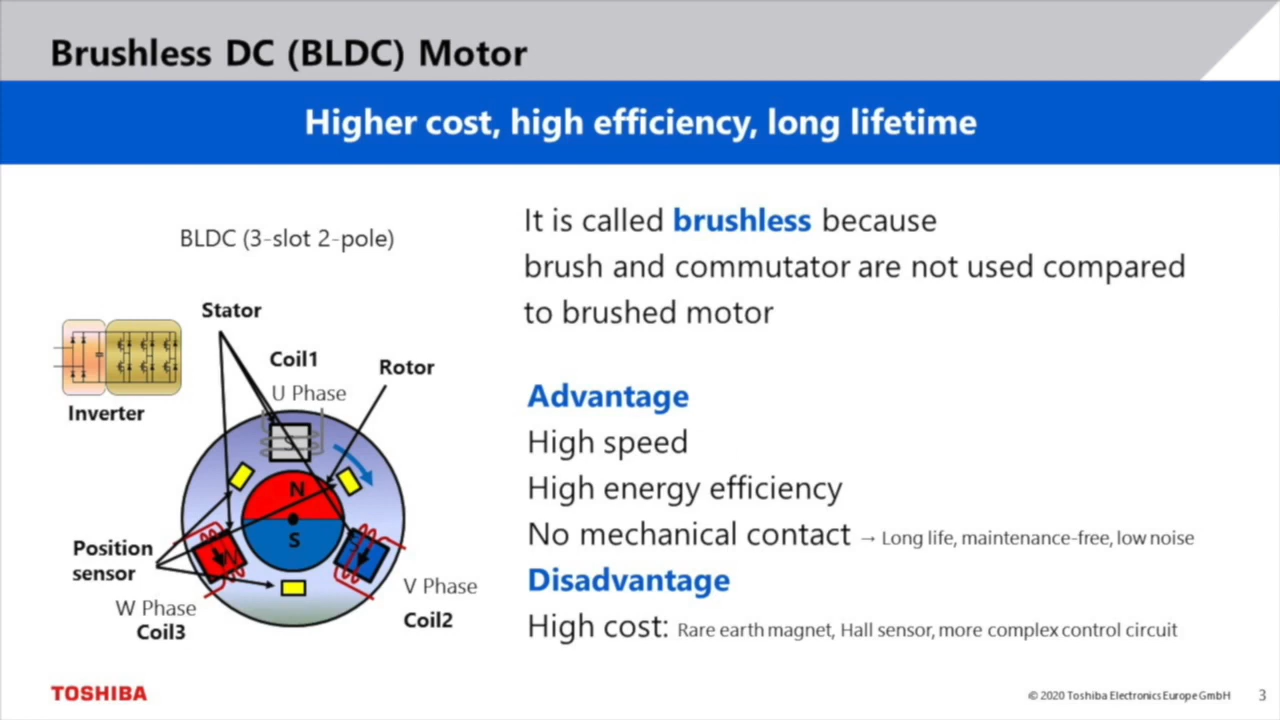 Brushless DC (BLDC) Motor
Higher cost, high efficiency, long lifetime
BLDC (3-slot 2-pole)
Stator
Coil1
U Phase
Rotor
Inverter
S
N
S
Position
sensor
W Phase
Coil3
V Phase
Coil2
It is called brushless because
brush and commutator are not used compared
to brushed motor
Advantage
High speed
High energy efficiency
No mechanical contact → Long life, maintenance-free, low noise
Disadvantage
High cost: Rare earth magnet, Hall sensor, more complex control circuit
TOSHIBA
© 2020 Toshiba Electronics Europe GmbH
3